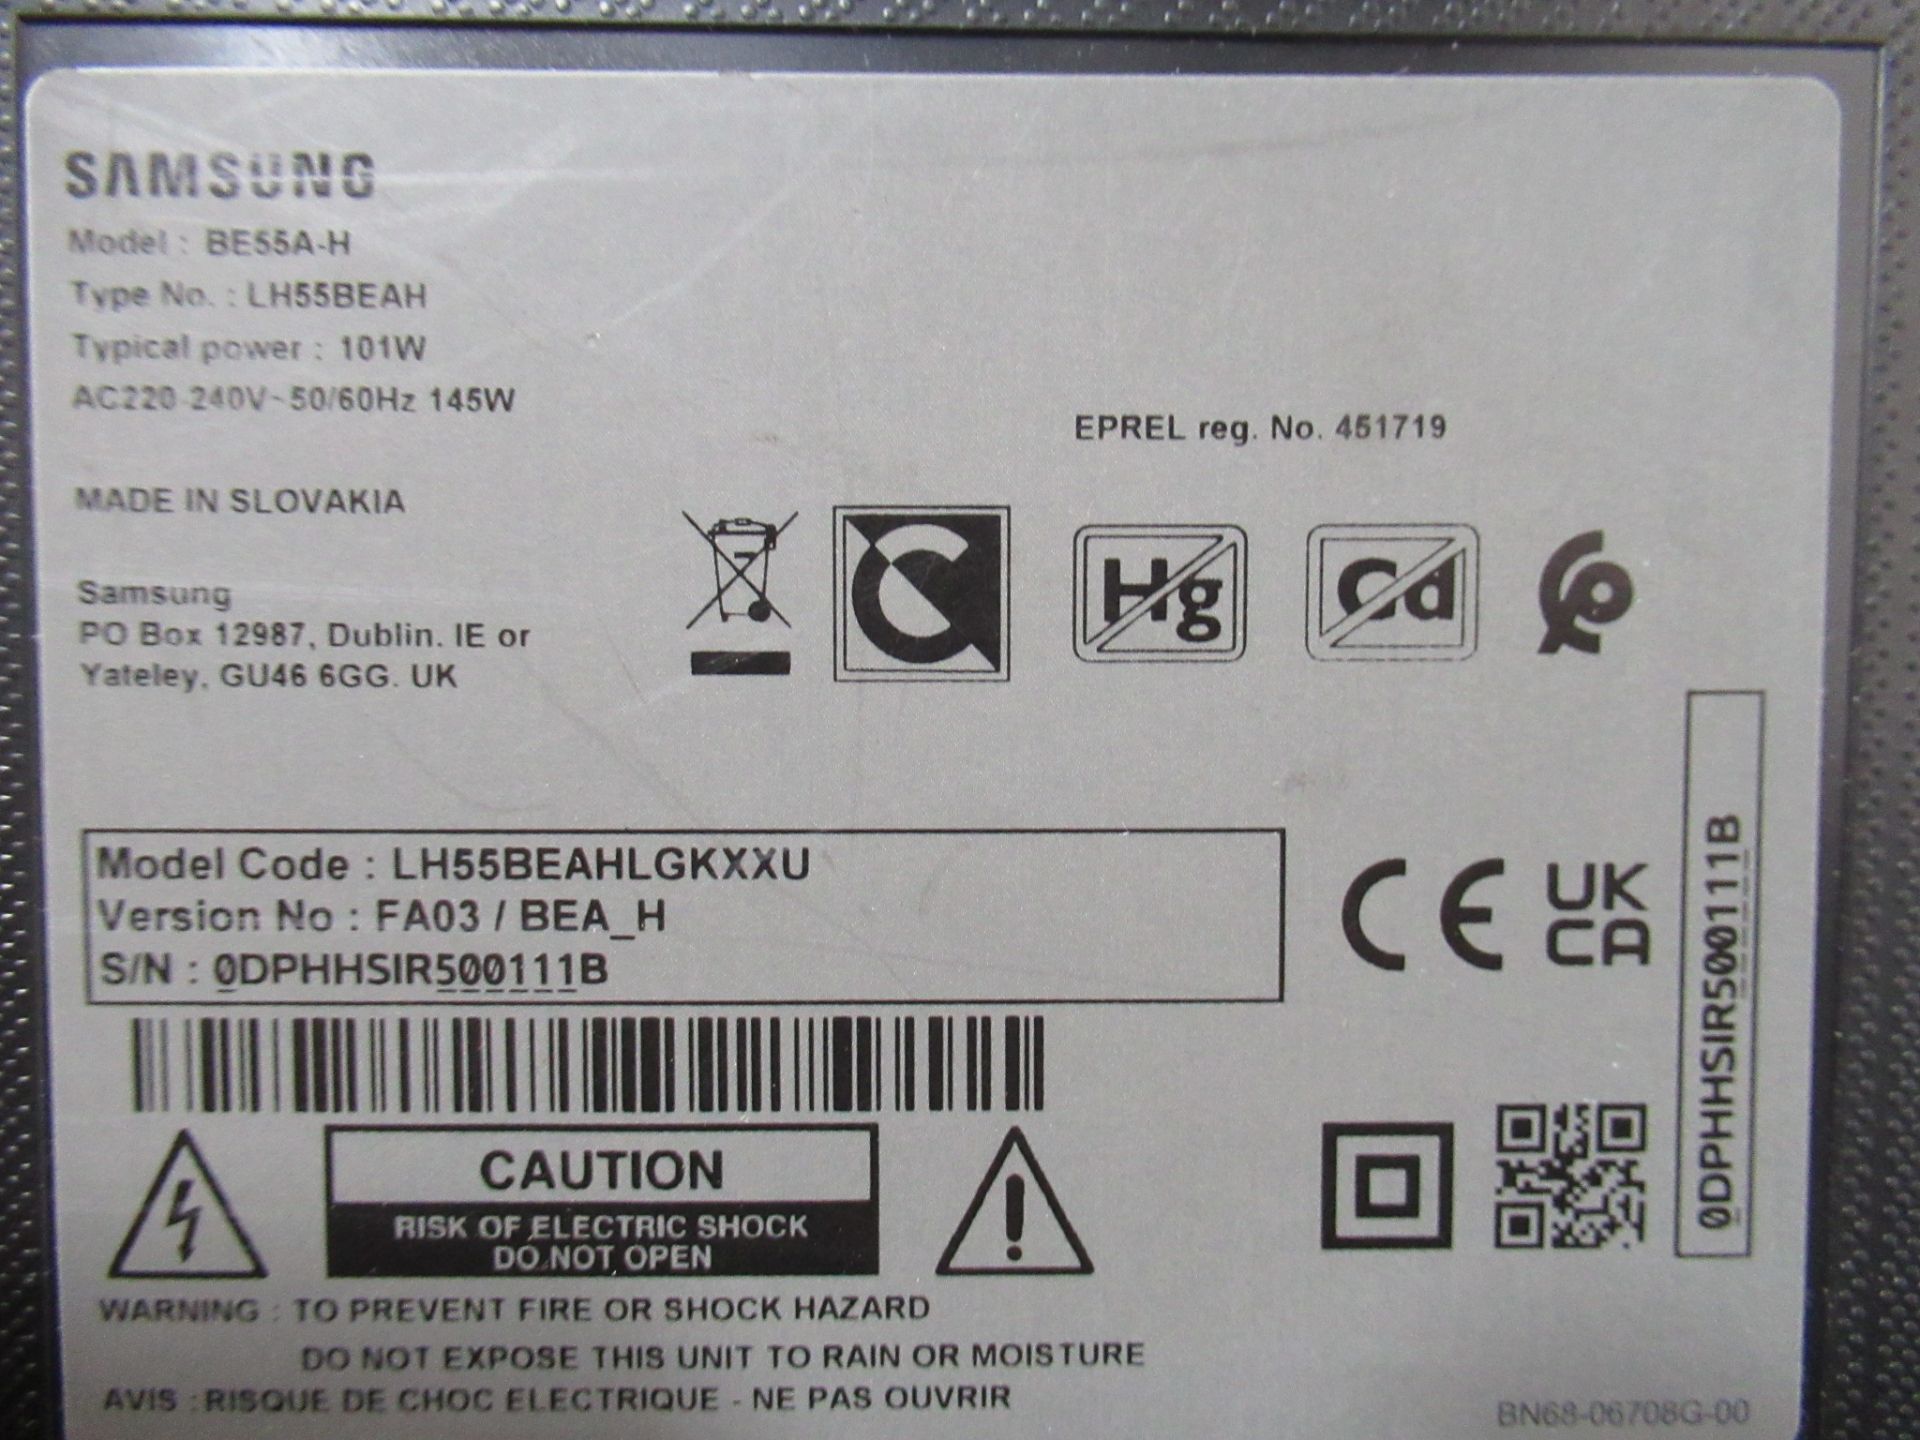 SAMSUNG
Model : BE55A-H
Type No. : LH55BEAH
Typical power : 101W
AC220-240V~50/60Hz 145W
EPREL reg. No. 451719
MADE IN SLOVAKIA
Samsung
PO Box 12987, Dublin. IE or
Yateley, GU46 6GG. UK
Hg
Cd
Model Code : LH55BEAHLGKXXU
Version No : FA03 / BEA_H
S/N : 0DPHHSIR500111B
CE
UK
CA
0DPHHSIR500111B
CAUTION
RISK OF ELECTRIC SHOCK
DO NOT OPEN
WARNING : TO PREVENT FIRE OR SHOCK HAZARD
DO NOT EXPOSE THIS UNIT TO RAIN OR MOISTURE
AVIS : RISQUE DE CHOC ELECTRIQUE - NE PAS OUVRIR
BN68-06708G-00